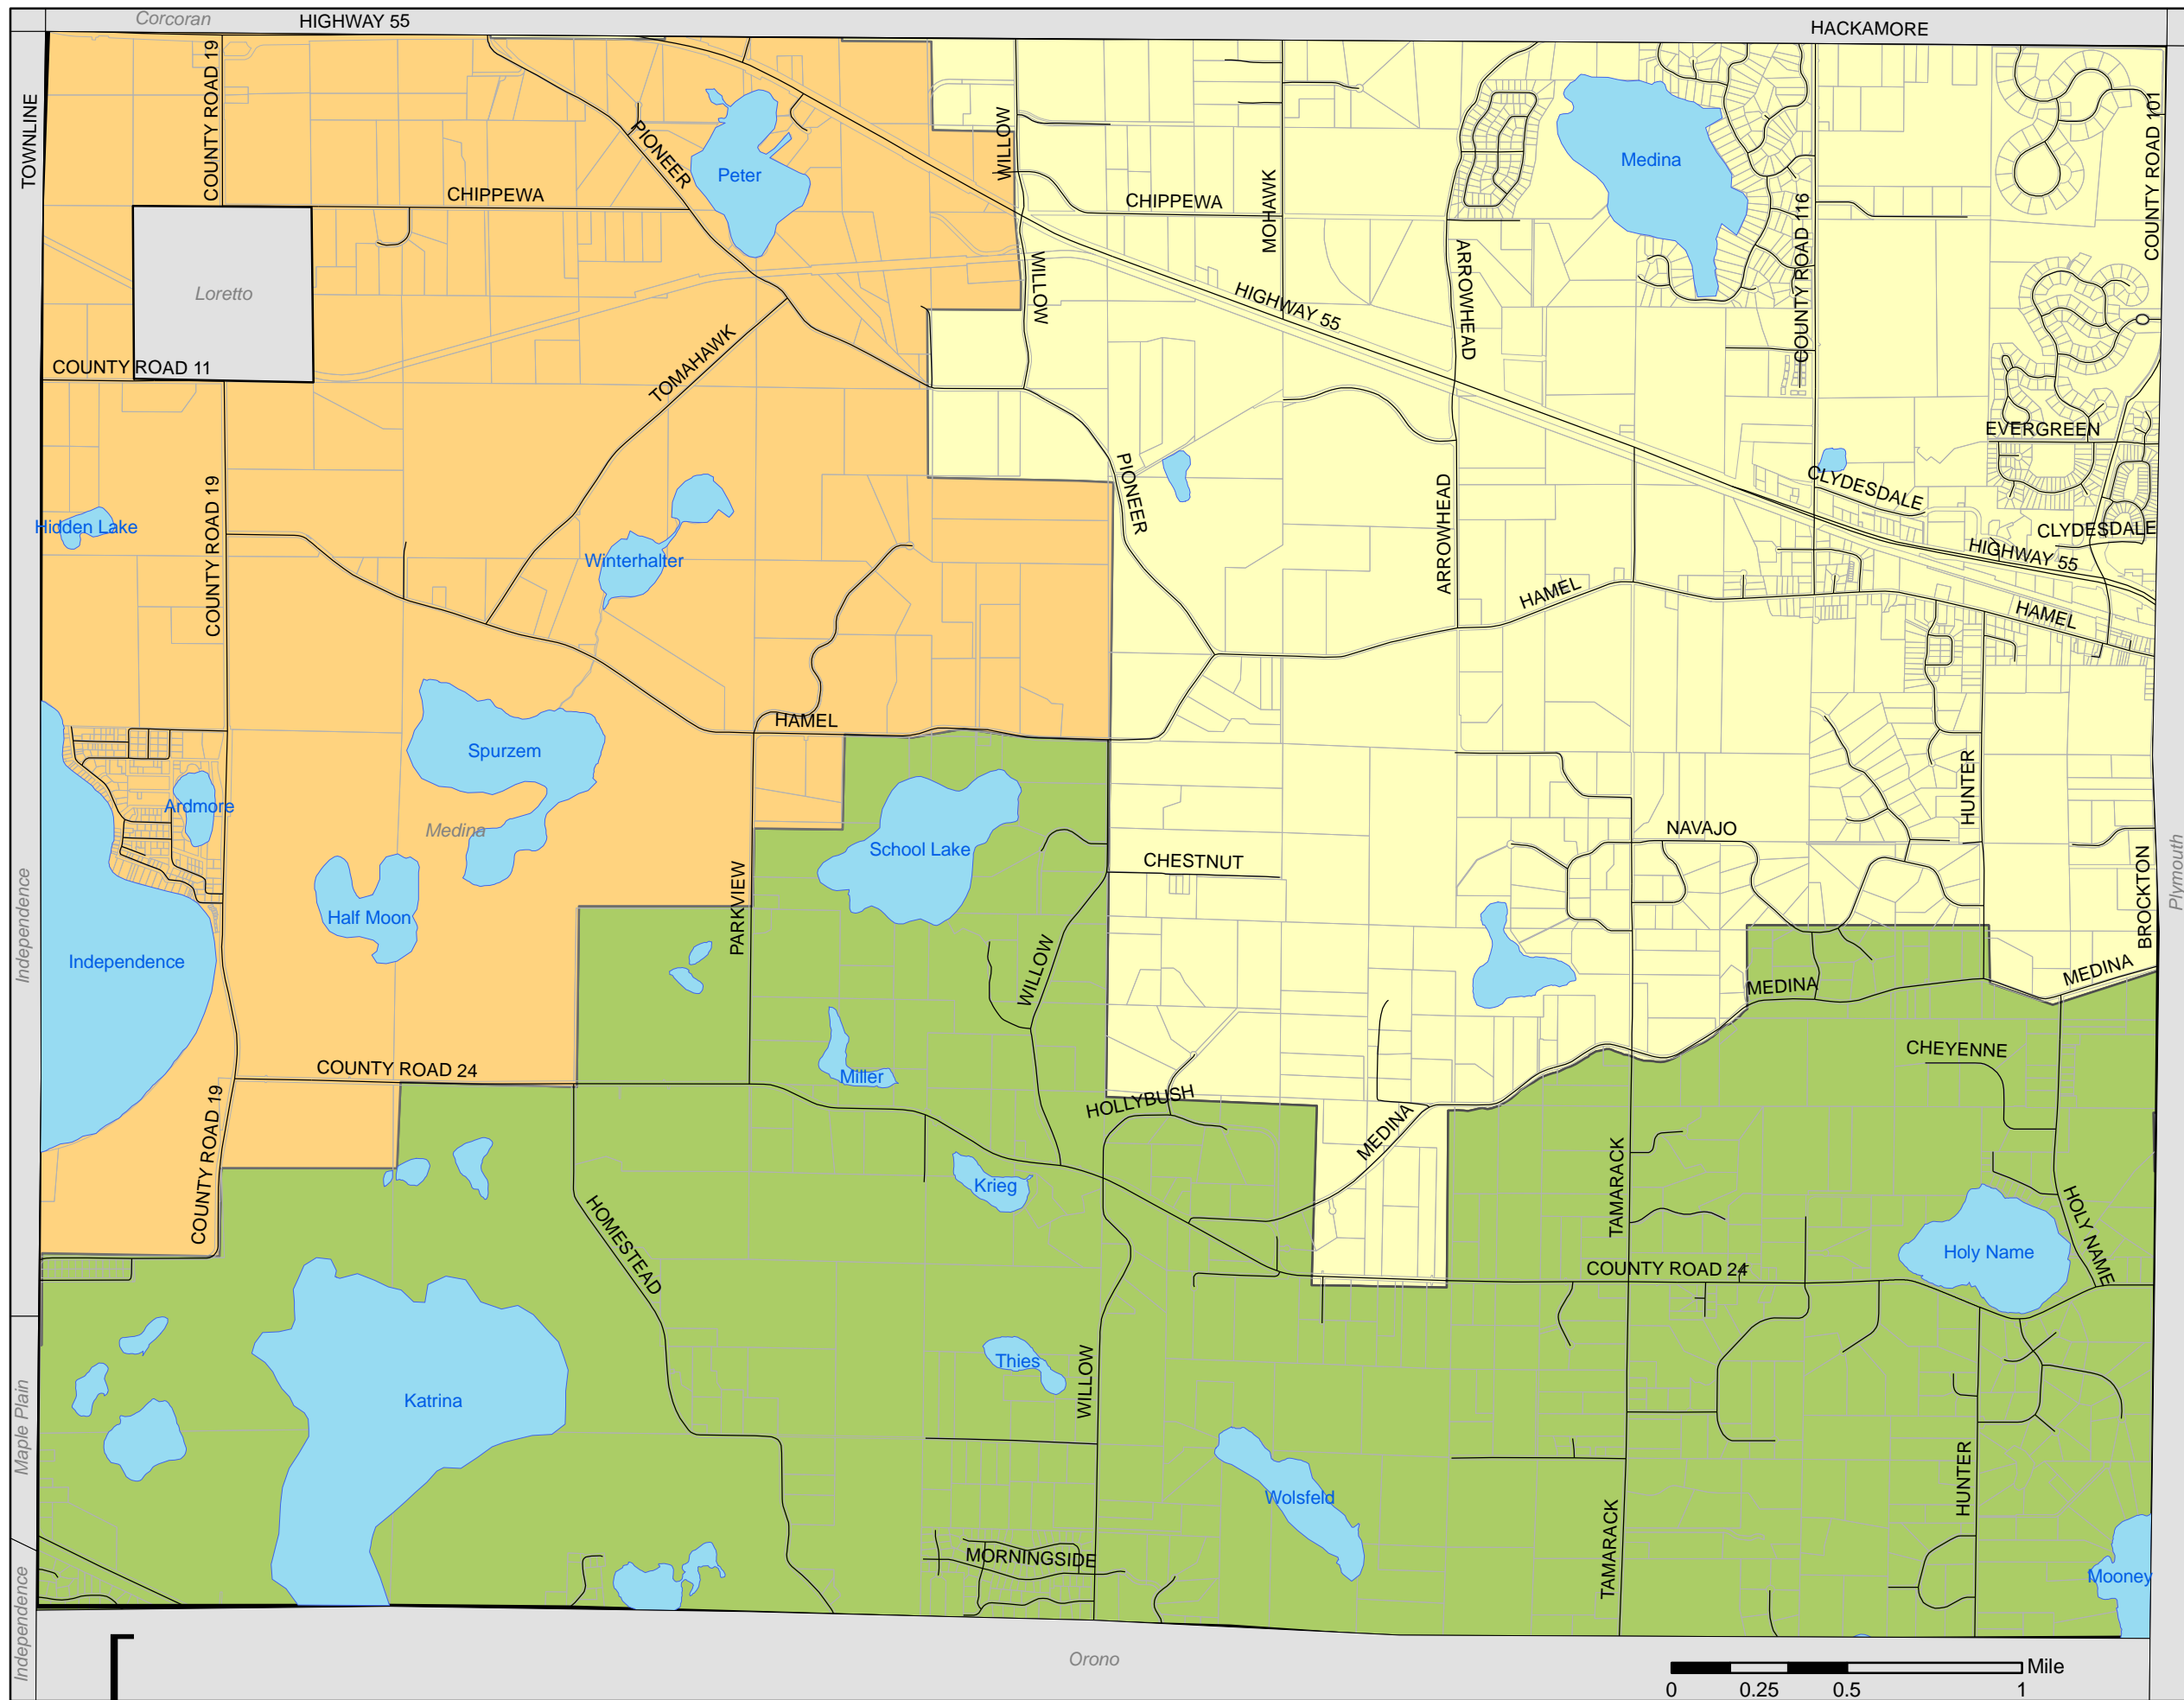 Corcoran
HIGHWAY 55
HACKAMORE
TOWNLINE
COUNTY ROAD 19
PIONEER
Peter
WILLOW
CHIPPEWA
CHIPPEWA
MOHAWK
Medina
COUNTY ROAD 116
COUNTY ROAD 101
Loretto
WILLOW
HIGHWAY 55
ARROWHEAD
COUNTY ROAD 11
TOMAHAWK
EVERGREEN
CLYDESDALE
CLYDESDALE
HIGHWAY 55
Hidden Lake
COUNTY ROAD 19
Winterhalter
PIONEER
ARROWHEAD
HAMEL
HAMEL
HAMEL
Spurzem
Ardmore
Medina
School Lake
CHESTNUT
NAVAJO
HUNTER
BROCKTON
Plymouth
Independence
Half Moon
PARKVIEW
Independence
WILLOW
MEDINA
MEDINA
COUNTY ROAD 24
Miller
CHEYENNE
HOLLYBUSH
MEDINA
COUNTY ROAD 19
Krieg
TAMARACK
HOMESTEAD
HOLY NAME
Holy Name
COUNTY ROAD 24
Thies
WILLOW
Maple Plain
Katrina
Wolsfeld
HUNTER
TAMARACK
MORNINGSIDE
Mooney
Independence
Orono
Mile
0 0.25 0.5 1